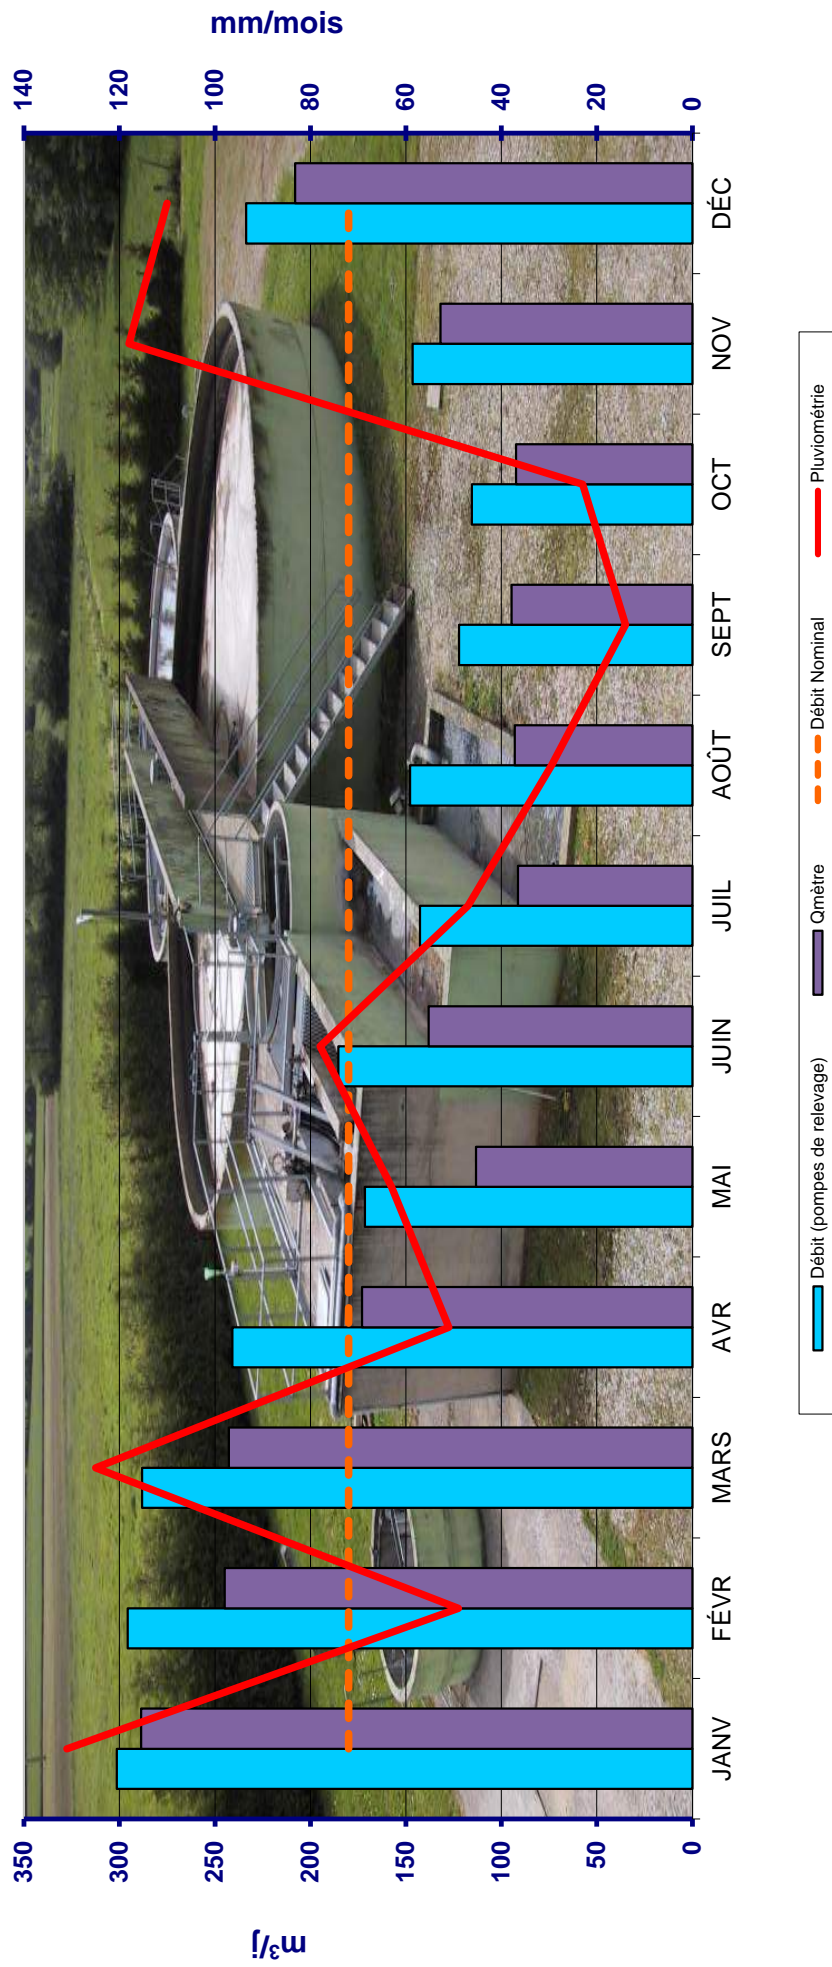 m³/j
350
300
250
200
150
100
50
0
JANV
FÉVR
MARS
AVR
MAI
JUIN
JUIL
AOÛT
SEPT
OCT
NOV
DÉC
140
120
100
80
60
40
20
0
mm/mois
Débit (pompes de relevage)
Qmètre
Débit Nominal
Pluviométrie